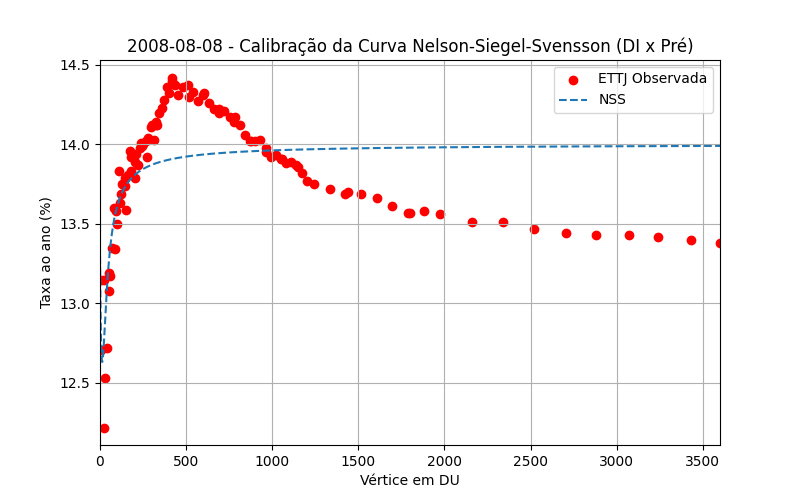 2008-08-08 - Calibração da Curva Nelson-Siegel-Svensson (DI x Pré)
14.5
14.0
13.5
13.0
12.5
Taxa ao ano (%)
ETTJ Observada
NSS
0 500 1000 1500 2000 2500 3000 3500
Vértice em DU